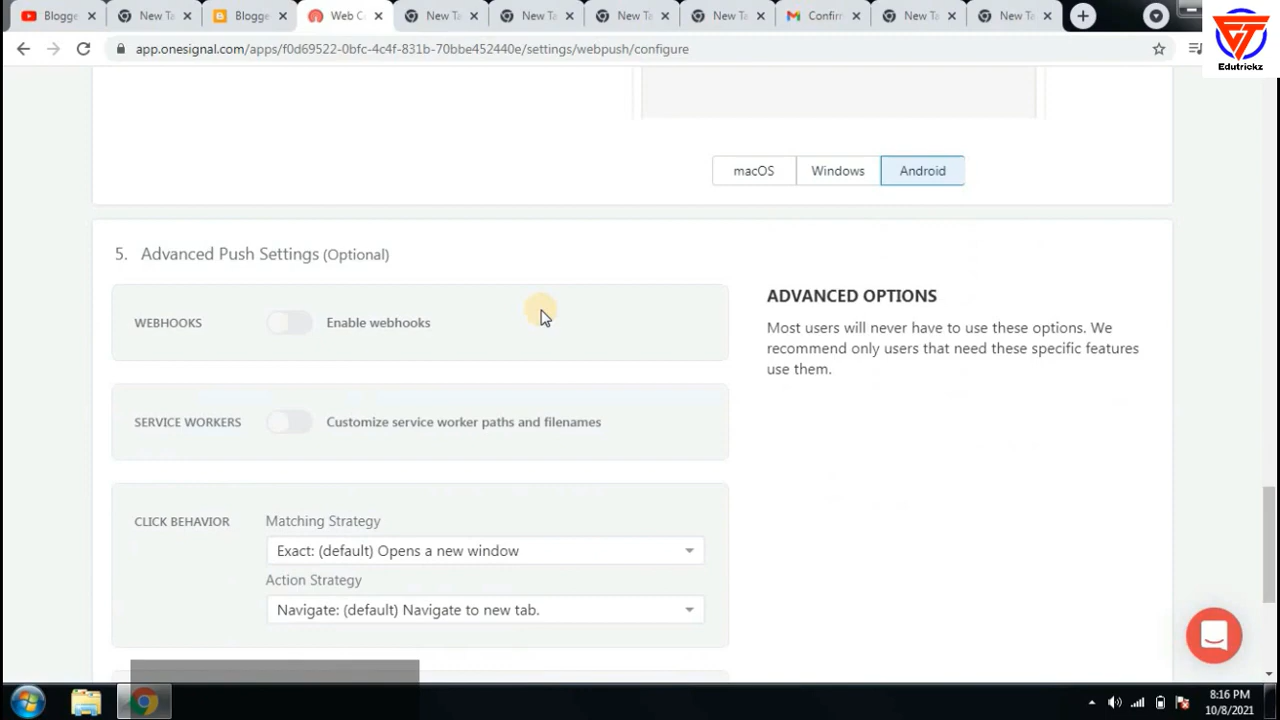 Blogge
New Ta
Blogge
Web C
New Ta
New T
New Ta
New Ta
Confirm
New Ta
New Ta
app.onesignal.com/apps/f0d69522-0bfc-4c4f-831b-70bbe452440e/settings/webpush/configure
Edutrickz
macOS
Windows
Android
5. Advanced Push Settings (Optional)
WEBHOOKS
Enable webhooks
SERVICE WORKERS
Customize service worker paths and filenames
CLICK BEHAVIOR
Matching Strategy
Exact: (default) Opens a new window
Action Strategy
Navigate: (default) Navigate to new tab.
ADVANCED OPTIONS
Most users will never have to use these options. We
recommend only users that need these specific features
use them.
8:16 PM
10/8/2021